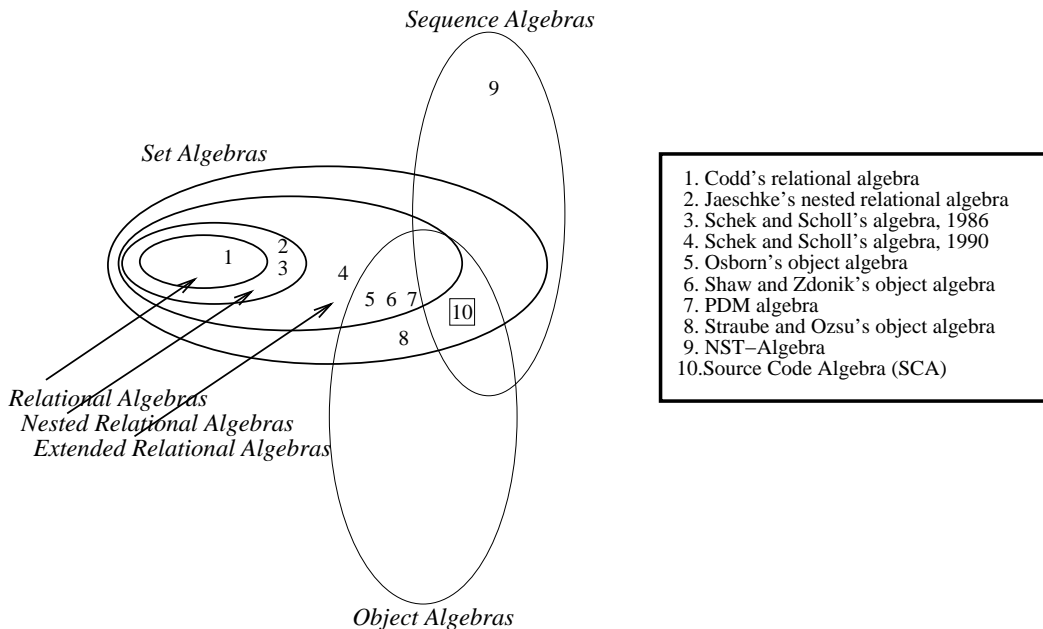 Sequence Algebras
9
Set Algebras
1
2
3
4
5 6 7
8
10
Relational Algebras
Nested Relational Algebras
Extended Relational Algebras
Object Algebras
1. Codd's relational algebra
2. Jaeschke's nested relational algebra
3. Schek and Scholl's algebra, 1986
4. Schek and Scholl's algebra, 1990
5. Osborn's object algebra
6. Shaw and Zdonik's object algebra
7. PDM algebra
8. Straube and Ozsu's object algebra
9. NST−Algebra
10.Source Code Algebra (SCA)